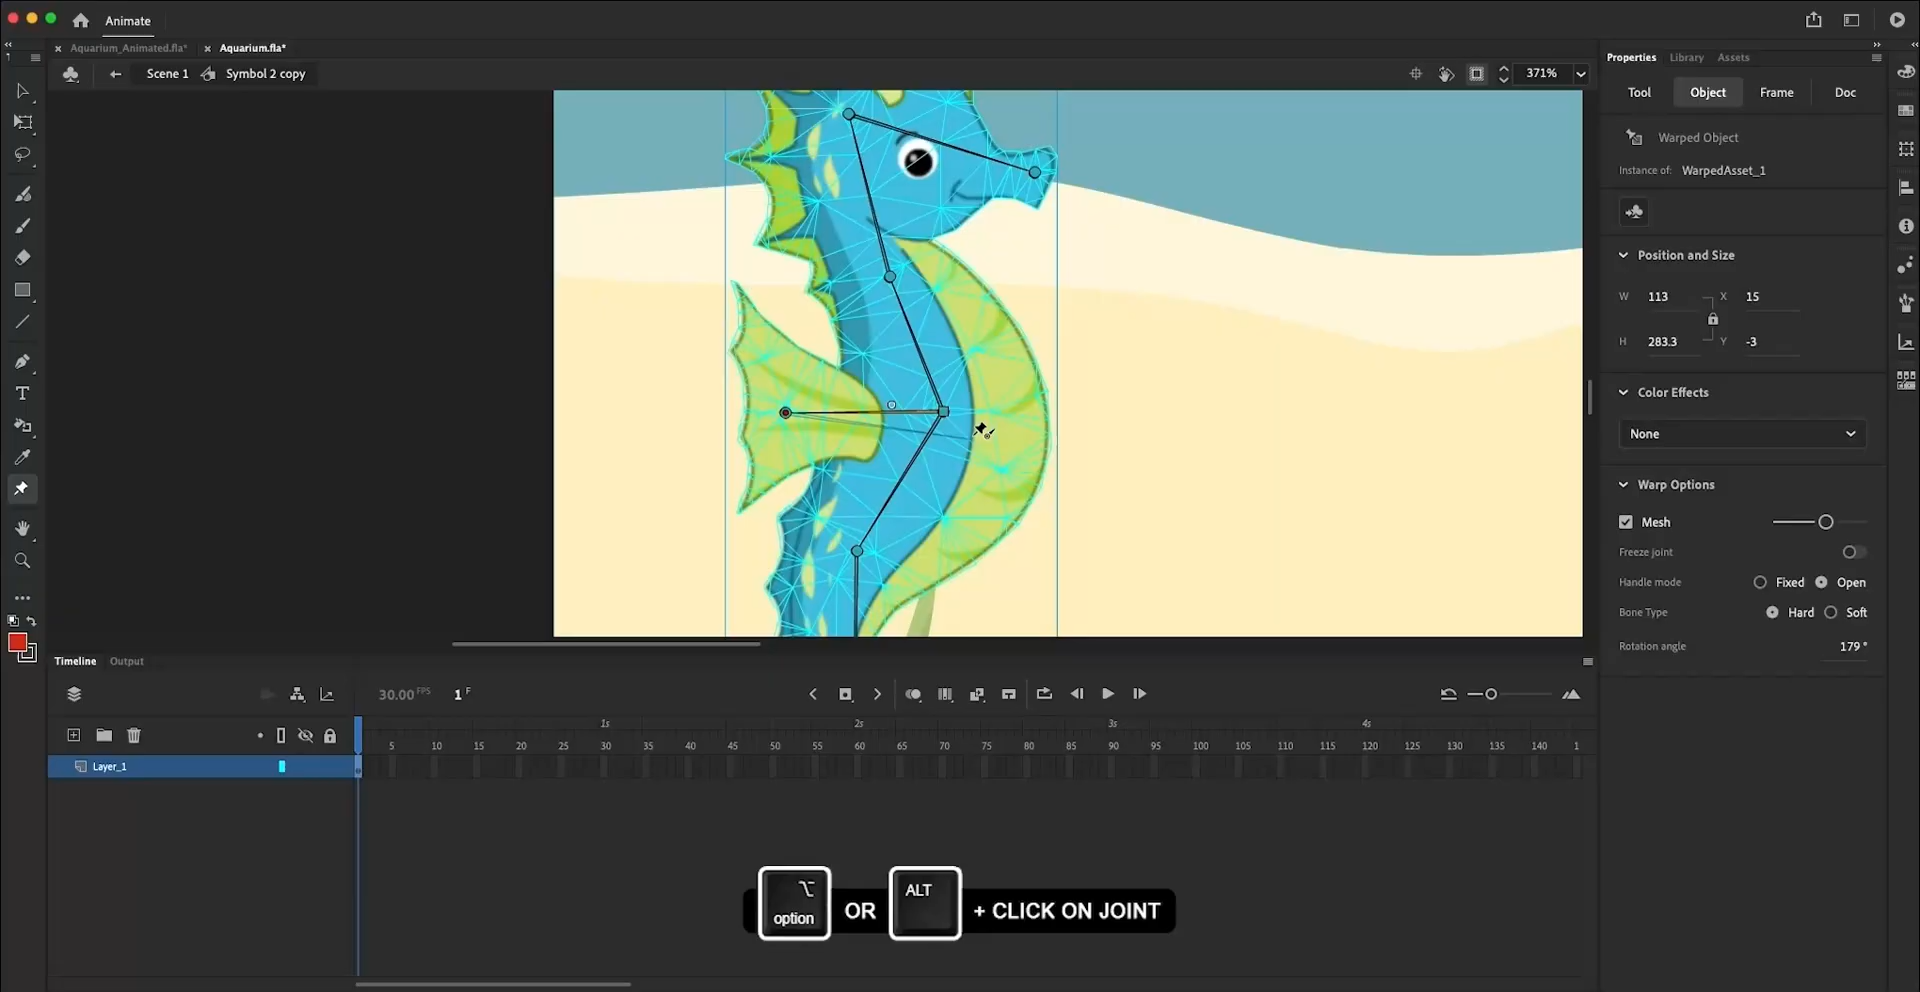 Animate
Aquarium_Animated.fla*
Aquarium.fla*
Scene 1
Symbol 2 copy
371%
Properties
Library
Assets
Tool
Object
Frame
Doc
Warped Object
Instance of:
WarpedAsset_1
Position and Size
W 113 X 15
H 283.3 Y -3
Color Effects
None
Warp Options
Mesh
Freeze joint
Handle mode Fixed Open
Bone Type Hard Soft
Rotation angle 179°
Timeline
Output
30.00 FPS
1 F
1s 2s 3s 4s
5 10 15 20 25 30 35 40 45 50 55 60 65 70 75 80 85 90 95 100 105 110 115 120 125 130 135 140 1
Layer_1
option
OR
ALT
+ CLICK ON JOINT